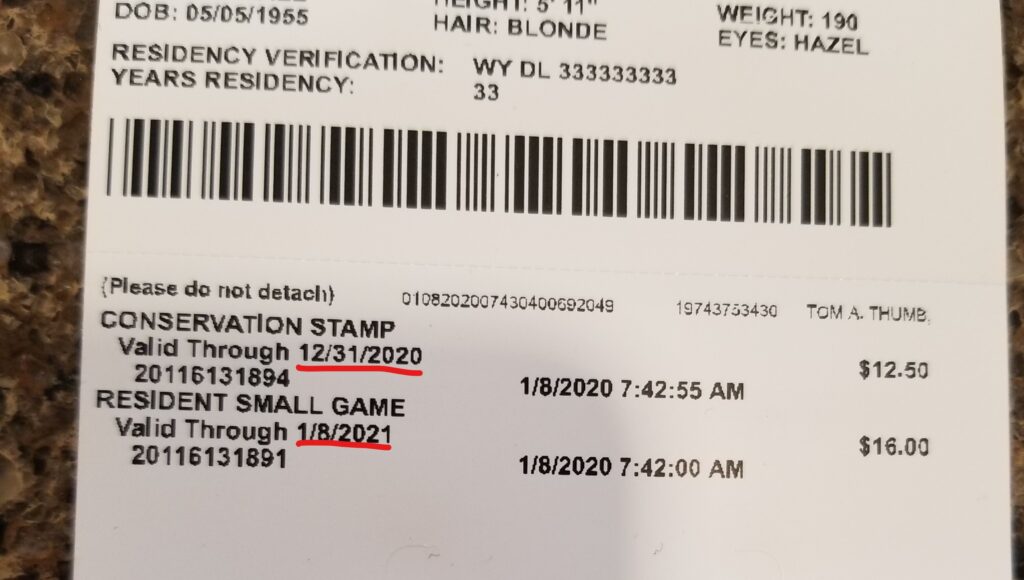 DOB: 05/05/1955
HEIGHT: 5' 11"
HAIR: BLONDE
WEIGHT: 190
EYES: HAZEL
RESIDENCY VERIFICATION: WY DL 333333333
YEARS RESIDENCY: 33
(Please do not detach) 0108202007430400692049 19743753430 TOM A. THUMB,
CONSERVATION STAMP
Valid Through 12/31/2020 $12.50
20116131894 1/8/2020 7:42:55 AM
RESIDENT SMALL GAME
Valid Through 1/8/2021 $16.00
20116131891 1/8/2020 7:42:00 AM